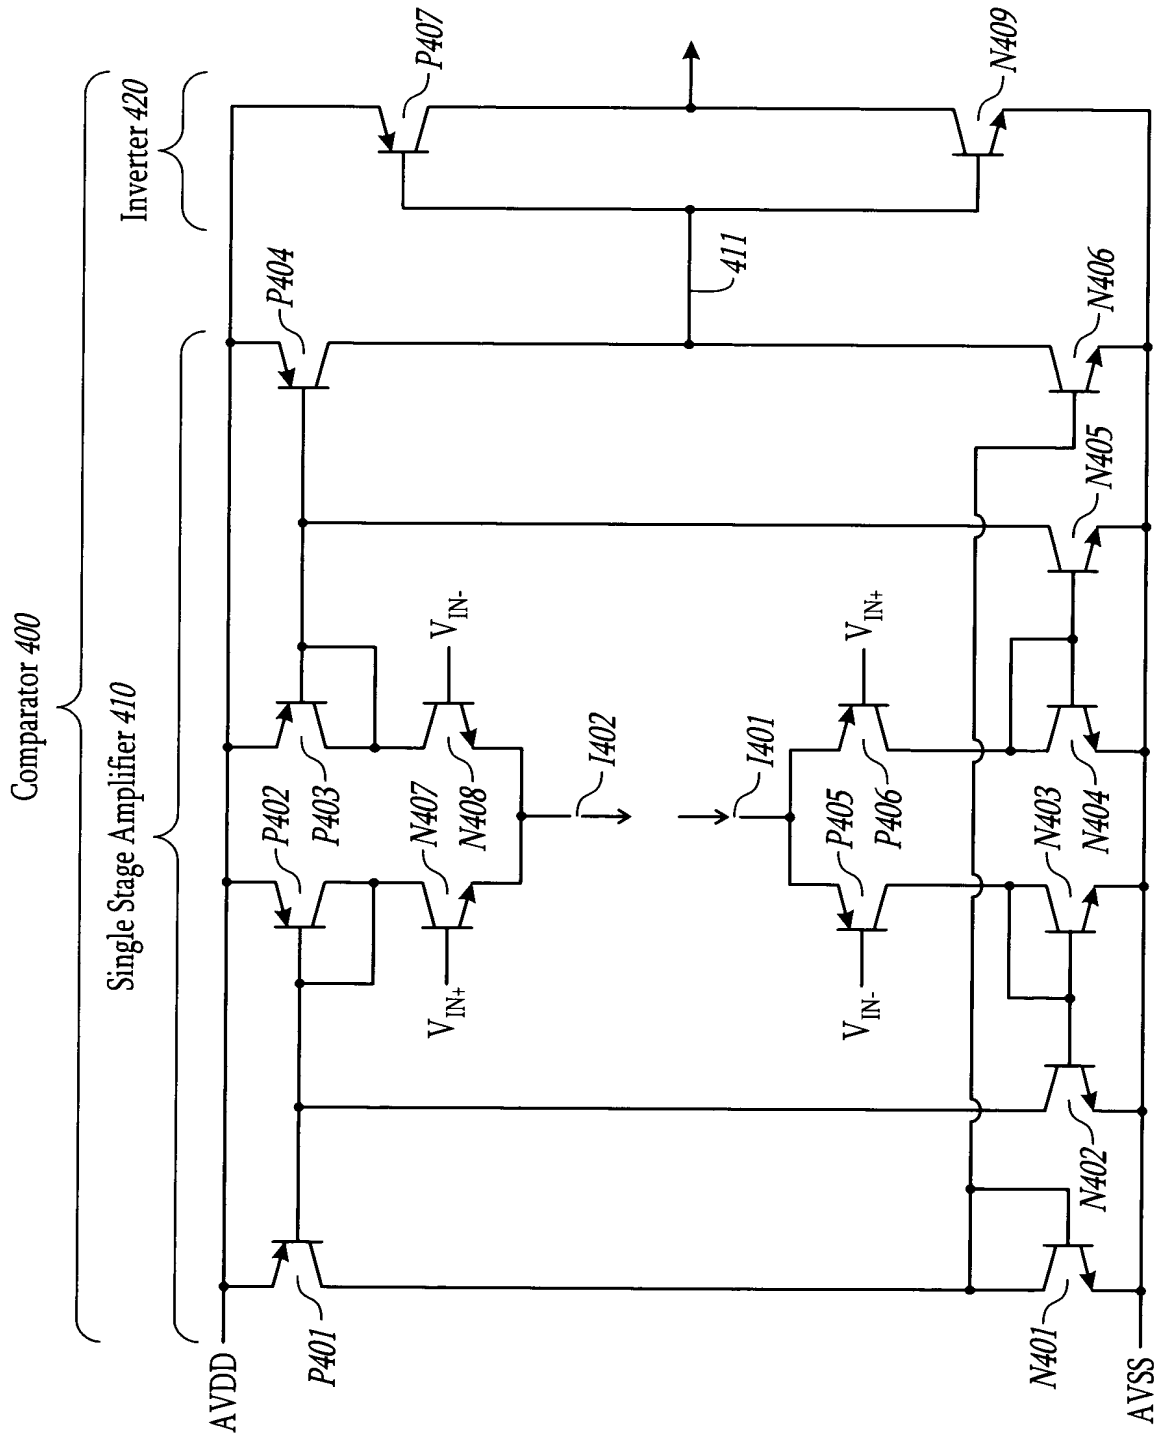 Comparator 400
Single Stage Amplifier 410
Inverter 420
AVDD
P401
P402
P403
P404
P407
V_IN+
N407
N408
V_IN-
I402
411
I401
V_IN-
P405
P406
V_IN+
N401
N402
N403
N404
N405
N406
N409
AVSS